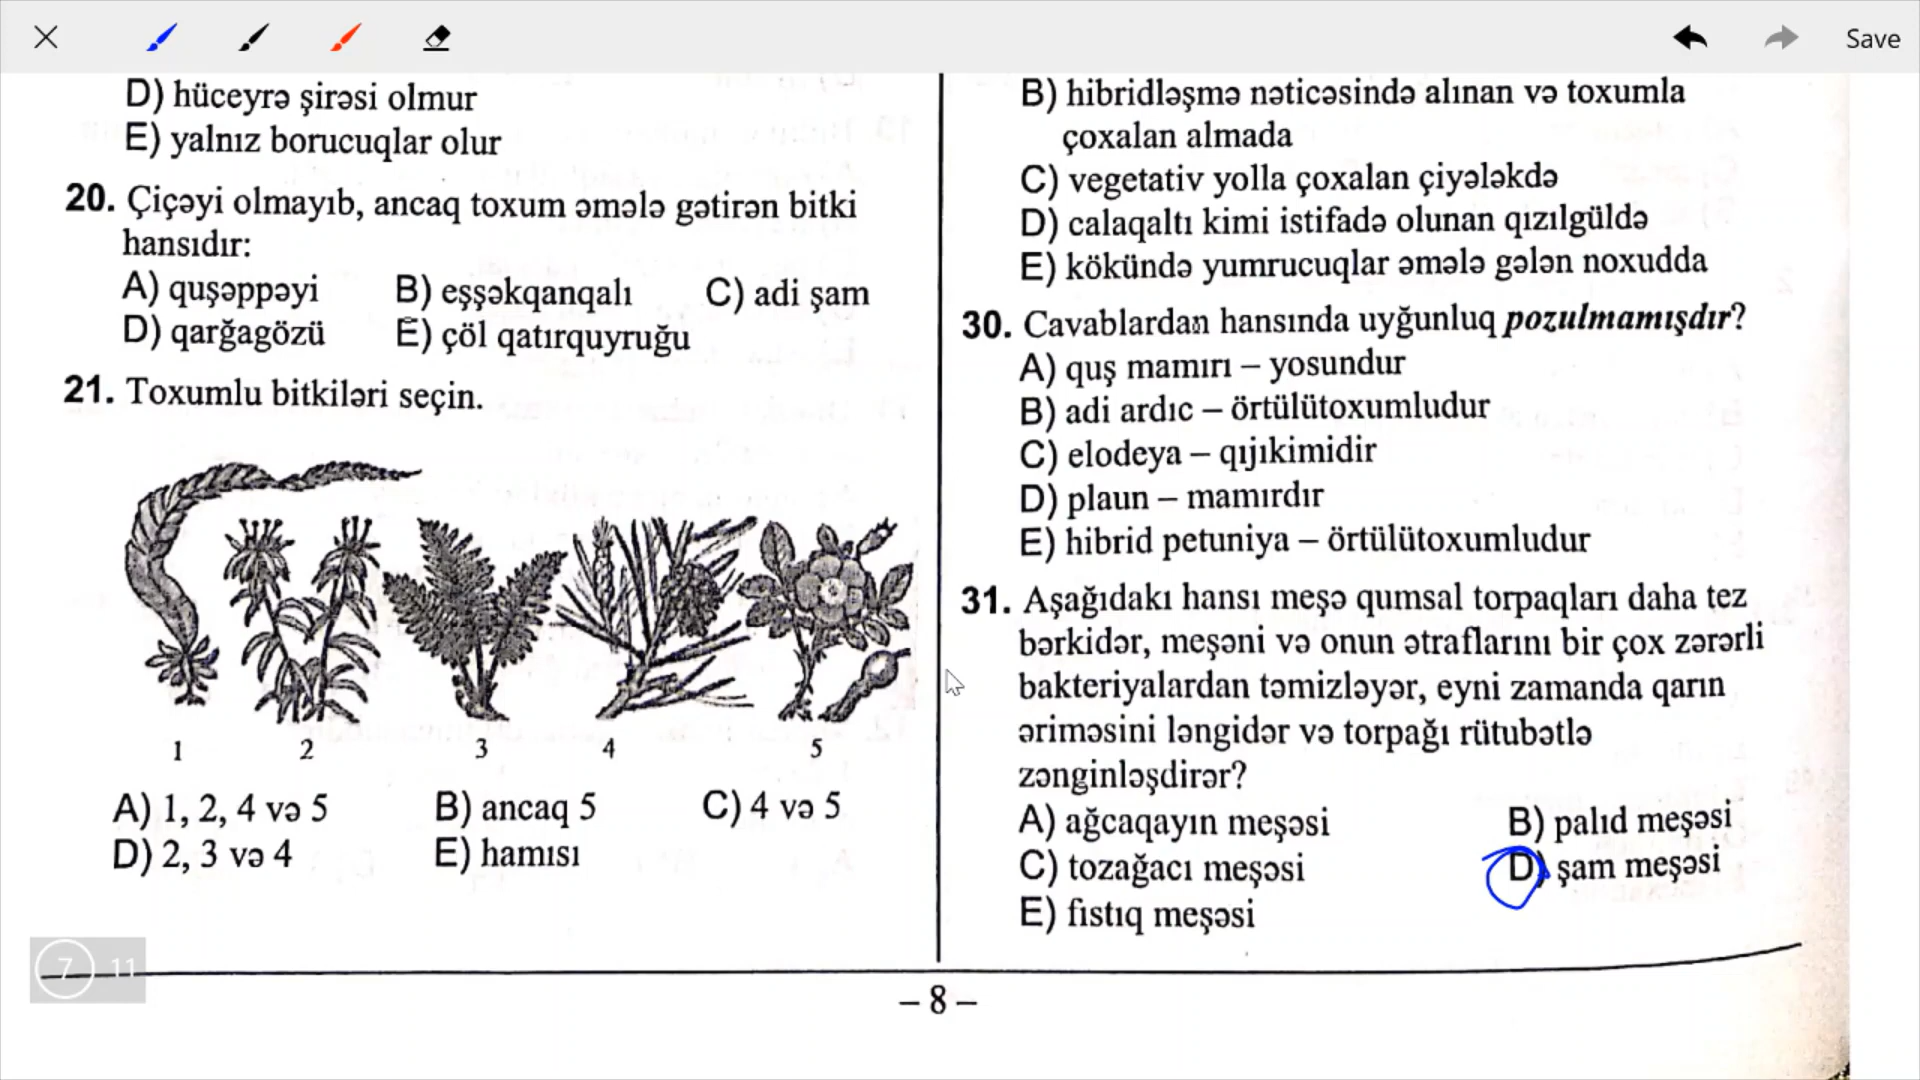 Save
D) hüceyrə şirəsi olmur
E) yalnız borucuqlar olur
20. Çiçəyi olmayıb, ancaq toxum əmələ gətirən bitki
hansıdır:
A) quşəppəyi B) eşşəkqanqalı C) adi şam
D) qarğagözü E) çöl qatırquyruğu
21. Toxumlu bitkiləri seçin.
1 2 3 4 5
A) 1, 2, 4 və 5 B) ancaq 5 C) 4 və 5
D) 2, 3 və 4 E) hamısı
B) hibridləşmə nəticəsində alınan və toxumla
çoxalan almada
C) vegetativ yolla çoxalan çiyələkdə
D) calaqaltı kimi istifadə olunan qızılgüldə
E) kökündə yumrucuqlar əmələ gələn noxudda
30. Cavablardan hansında uyğunluq pozulmamışdır?
A) quş mamırı – yosundur
B) adi ardıc – örtülütoxumludur
C) elodeya – qıjıkimidir
D) plaun – mamırdır
E) hibrid petuniya – örtülütoxumludur
31. Aşağıdakı hansı meşə qumsal torpaqları daha tez
bərkidər, meşəni və onun ətraflarını bir çox zərərli
bakteriyalardan təmizləyər, eyni zamanda qarın
əriməsini ləngidər və torpağı rütubətlə
zənginləşdirər?
A) ağcaqayın meşəsi B) palıd meşəsi
C) tozağacı meşəsi D) şam meşəsi
E) fıstıq meşəsi
7 11
– 8 –